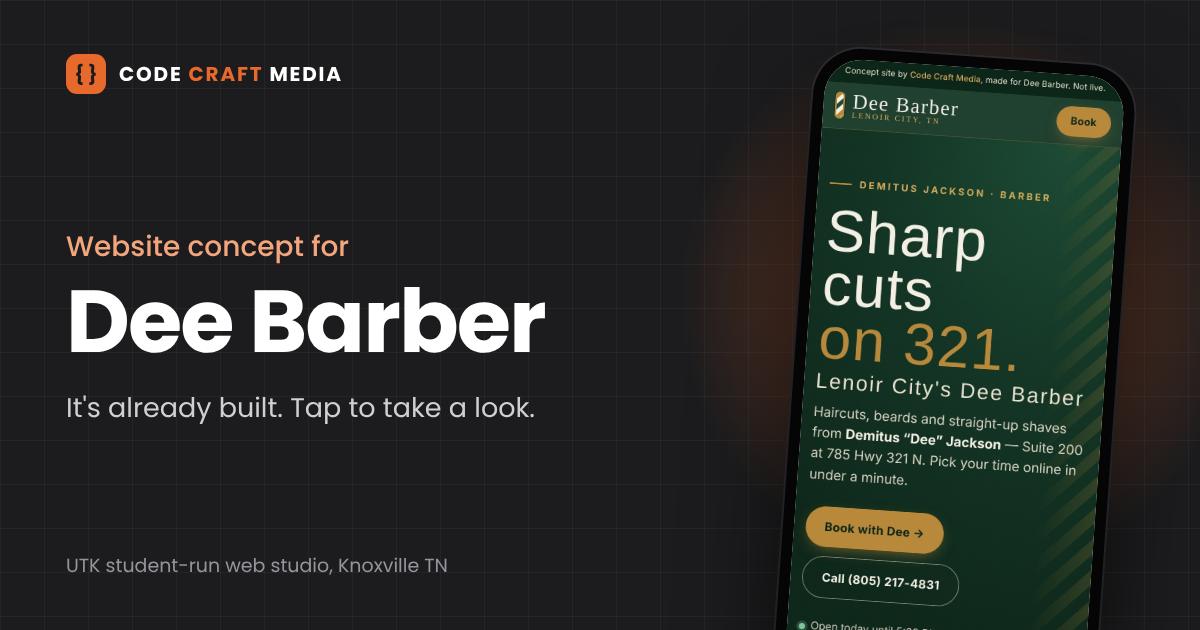 { } CODE CRAFT MEDIA
Website concept for
Dee Barber
It's already built. Tap to take a look.
UTK student-run web studio, Knoxville TN
Concept site by Code Craft Media, made for Dee Barber. Not live.
Dee Barber
LENOIR CITY, TN
Book
DEMITUS JACKSON · BARBER
Sharp
cuts
on 321.
Lenoir City's Dee Barber
Haircuts, beards and straight-up shaves
from Demitus “Dee” Jackson — Suite 200
at 785 Hwy 321 N. Pick your time online in
under a minute.
Book with Dee →
Call (805) 217-4831
Open today until